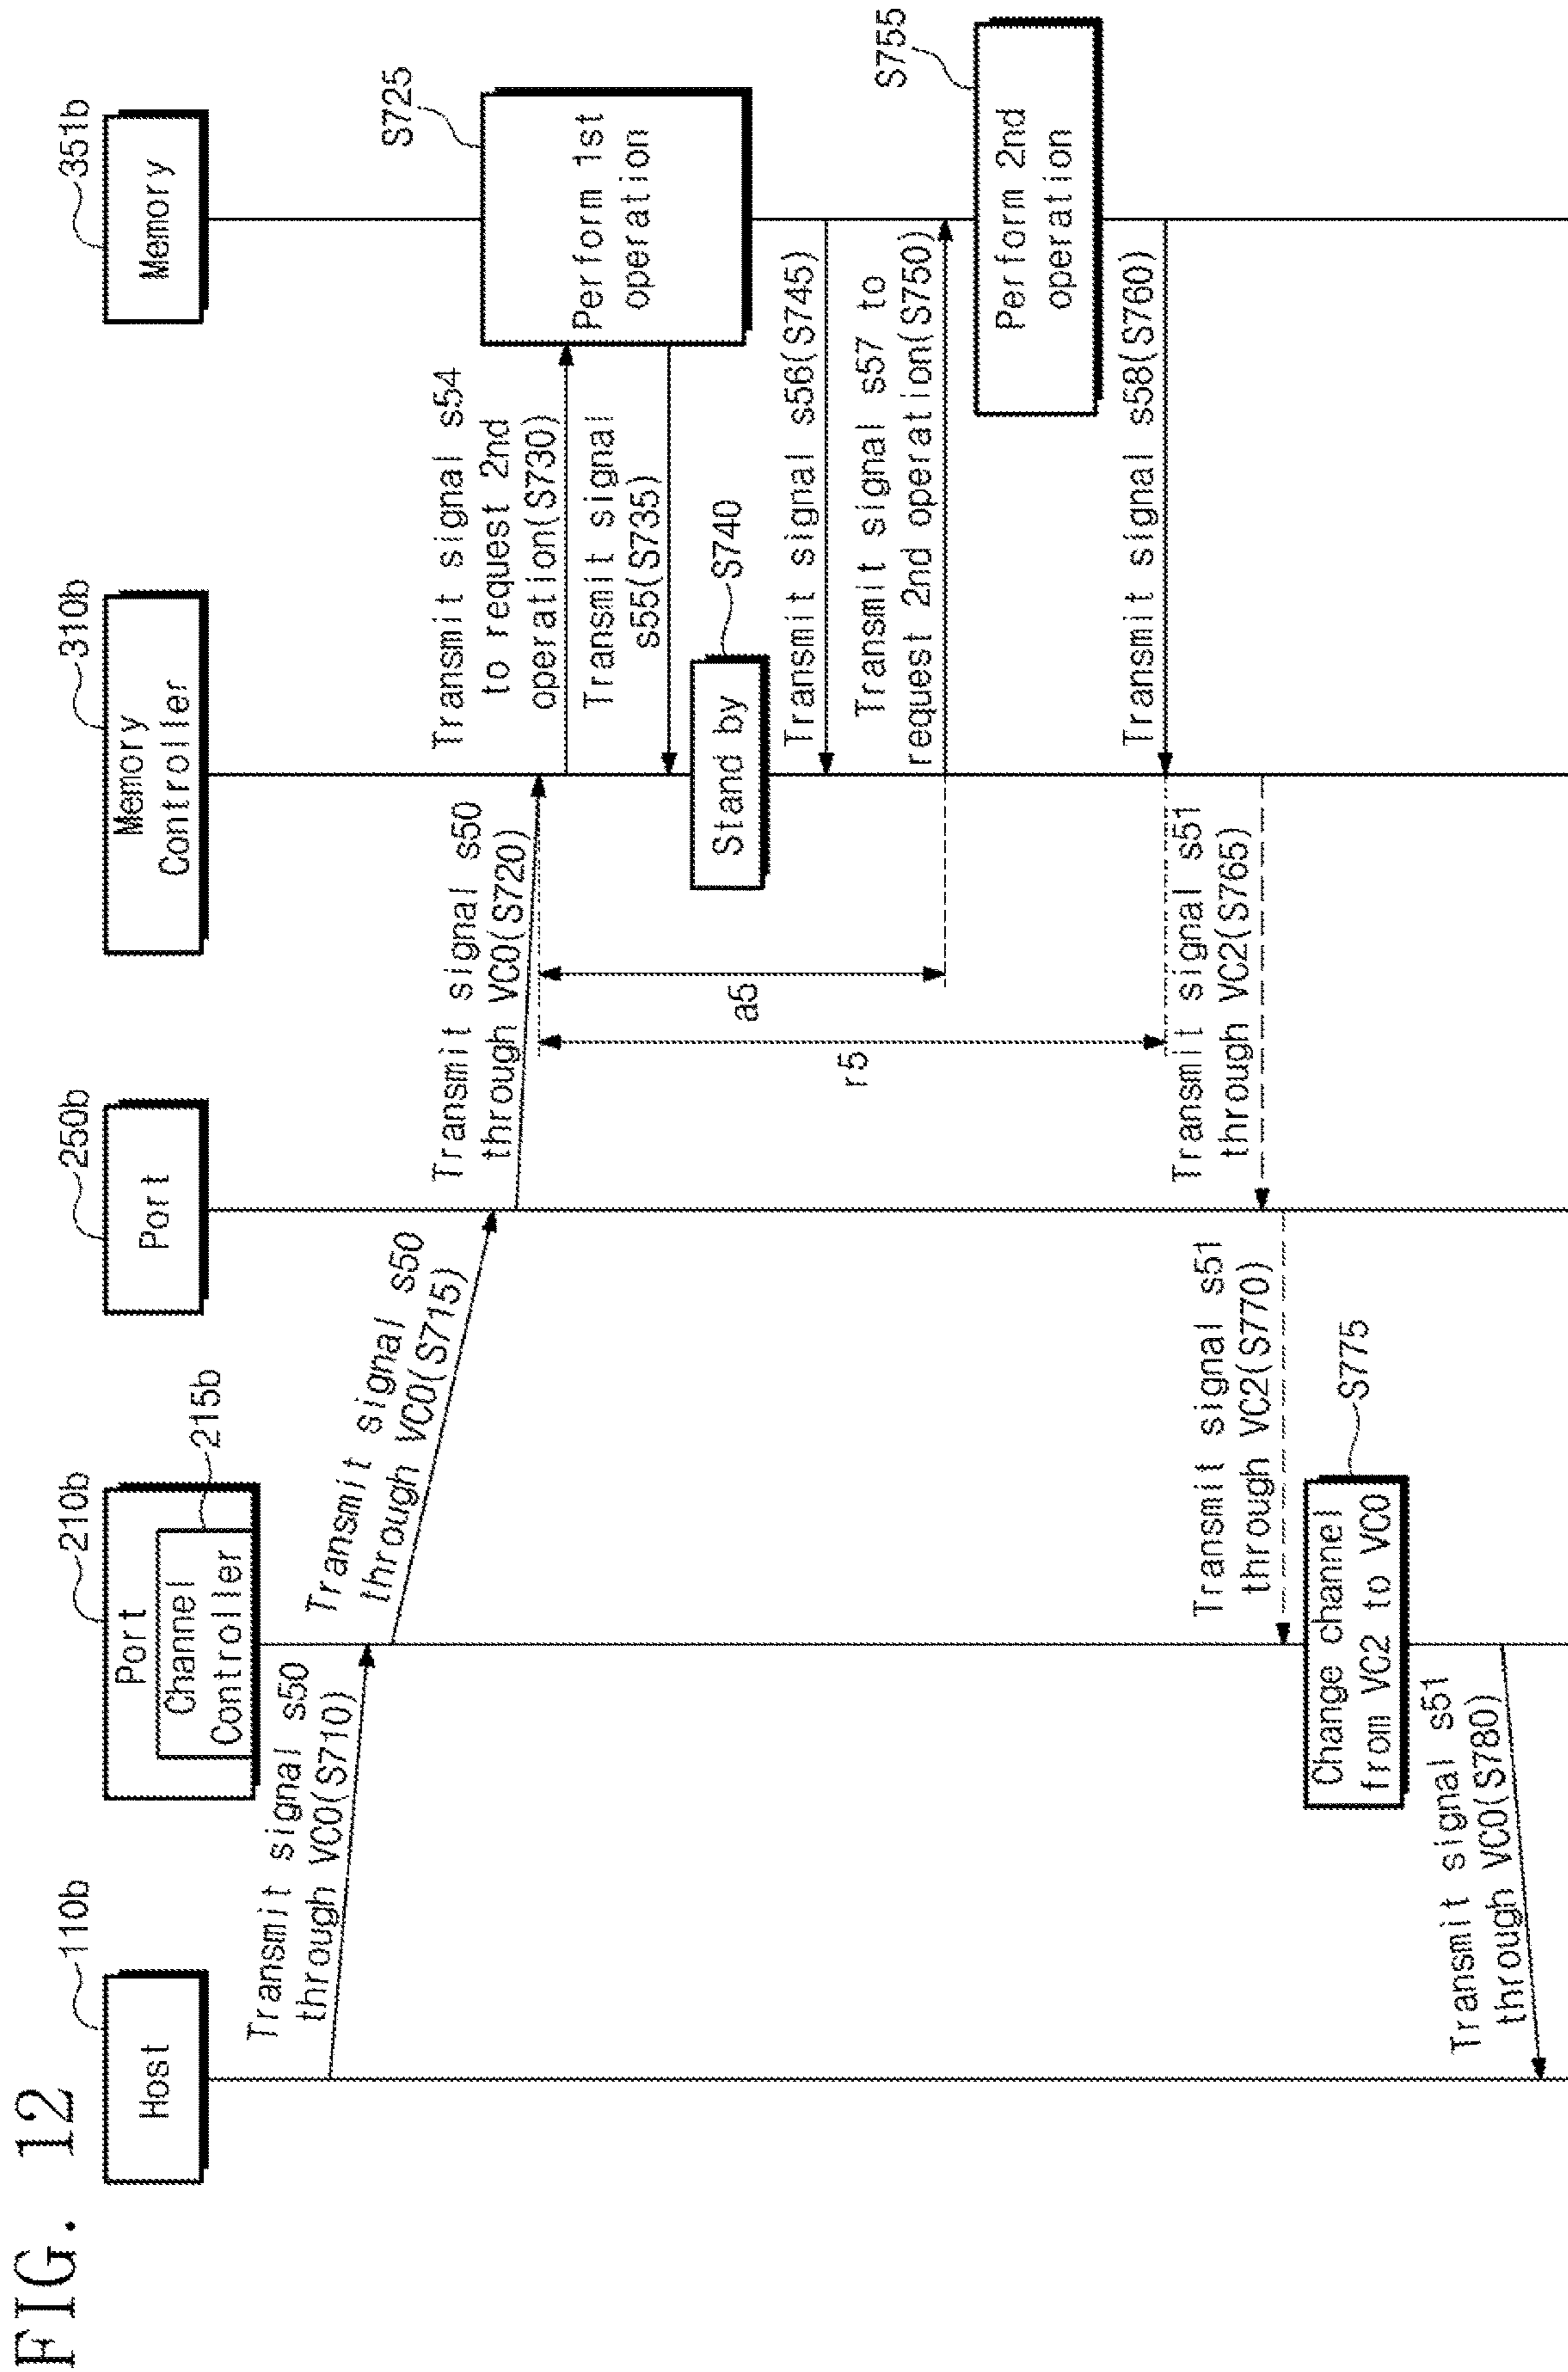 FIG. 12
110b
Host
210b
Port
Channel
Controller
215b
250b
Port
310b
Memory
Controller
351b
Memory
Transmit signal s50
through VC0(S710)
Transmit signal s50
through VC0(S715)
Transmit signal s50
through VC0(S720)
S725
Perform 1st
operation
Transmit signal s54
to request 2nd
operation(S730)
Transmit signal
s55(S735)
Stand by
S740
Transmit signal s56(S745)
Transmit signal s57 to
request 2nd operation(S750)
a5
r5
S755
Perform 2nd
operation
Transmit signal s58(S760)
Transmit signal s51
through VC2(S765)
Transmit signal s51
through VC2(S770)
Change channel
from VC2 to VC0
S775
Transmit signal s51
through VC0(S780)